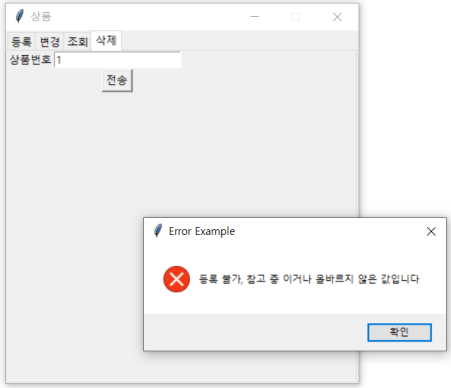 상품
등록 변경 조회 삭제
상품번호 1
전송
Error Example
등록 불가, 참고 중 이거나 올바르지 않은 값입니다
확인